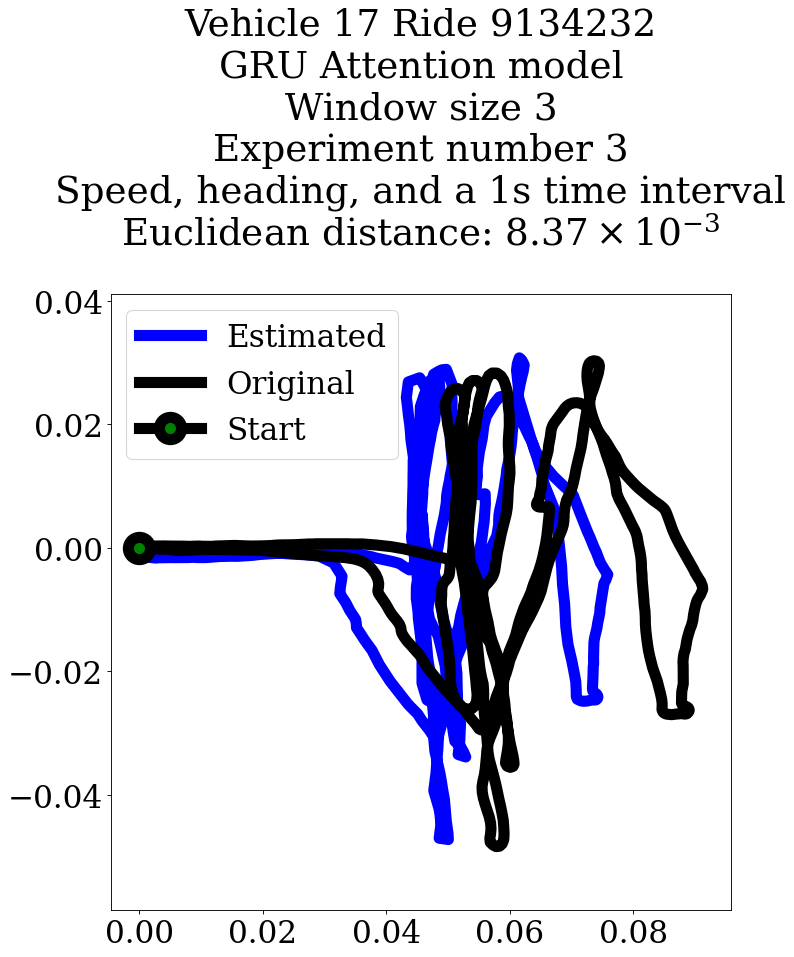 Vehicle 17 Ride 9134232
GRU Attention model
Window size 3
Experiment number 3
Speed, heading, and a 1s time interval
Euclidean distance: 8.37 × 10⁻³
Estimated
Original
Start
0.04
0.02
0.00
−0.02
−0.04
0.00 0.02 0.04 0.06 0.08